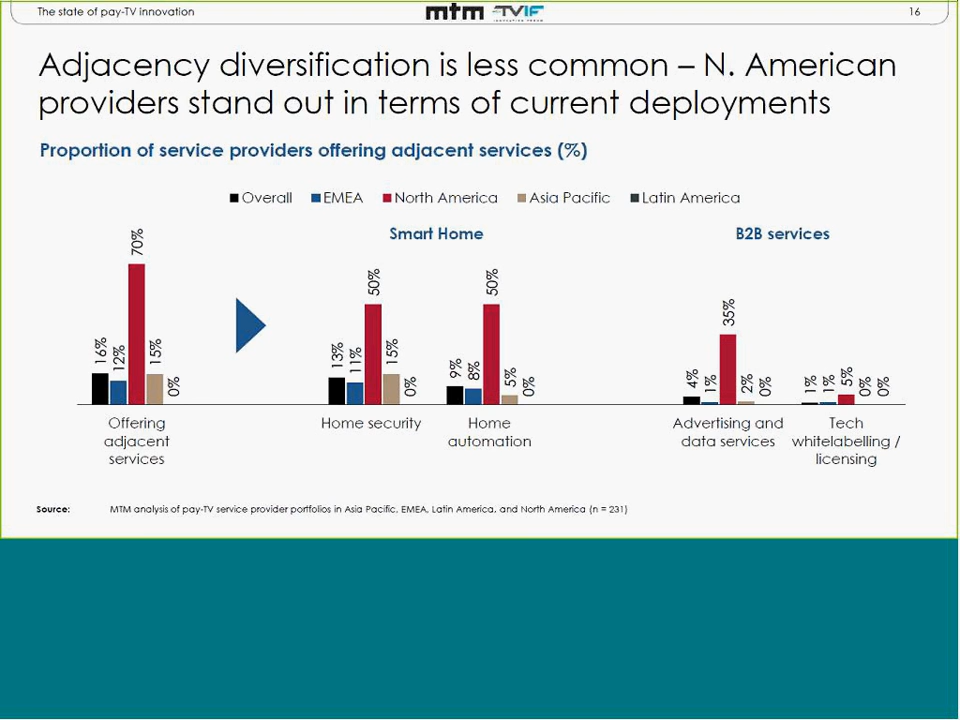 The state of pay-TV innovation
mtm TVIF
16
Adjacency diversification is less common – N. American
providers stand out in terms of current deployments
Proportion of service providers offering adjacent services (%)
Overall EMEA North America Asia Pacific Latin America
Smart Home
B2B services
16% 12% 70% 15% 0%
13% 11% 50% 15% 0%
9% 8% 50% 5% 0%
4% 1% 35% 2% 0%
1% 1% 5% 0% 0%
Offering
adjacent
services
Home security
Home
automation
Advertising and
data services
Tech
whitelabelling /
licensing
Source: MTM analysis of pay-TV service provider portfolios in Asia Pacific, EMEA, Latin America, and North America (n = 231)